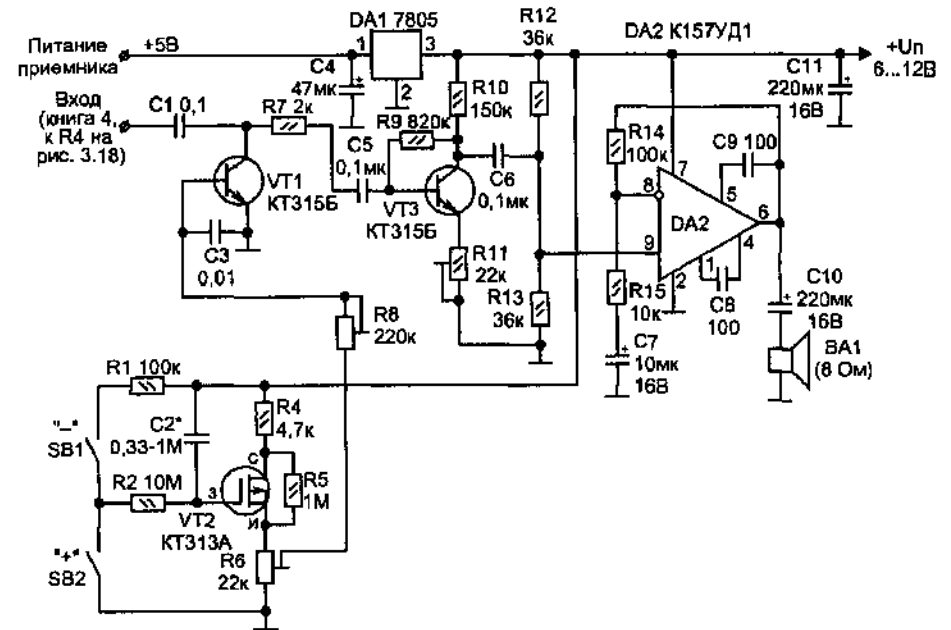 DA1 7805
R12
36к
DA2 К157УД1
Питание
приемника
+5В
1
3
2
C4
47мк
+
+Uп
6...12В
C11
220мк
16В
+
Вход
(книга 4,
к R4 на
рис. 3.18)
C1 0,1
R7 2к
R9 820к
R10
150к
C5
0,1мк
C6
0,1мк
R14
100к
C9 100
7
5
8
9
DA2
6
4
1
2
C8
100
VT1
КТ315Б
VT3
КТ315Б
C3
0,01
R11
22к
R13
36к
R15
10к
C7
10мк
16В
+
C10
220мк
16В
+
BA1
(8 Ом)
R8
220к
R1 100к
R4
4,7к
C2*
0,33-1М
"–"
SB1
R2 10М
с
з
и
R5
1М
VT2
КТ313А
R6
22к
"+"
SB2